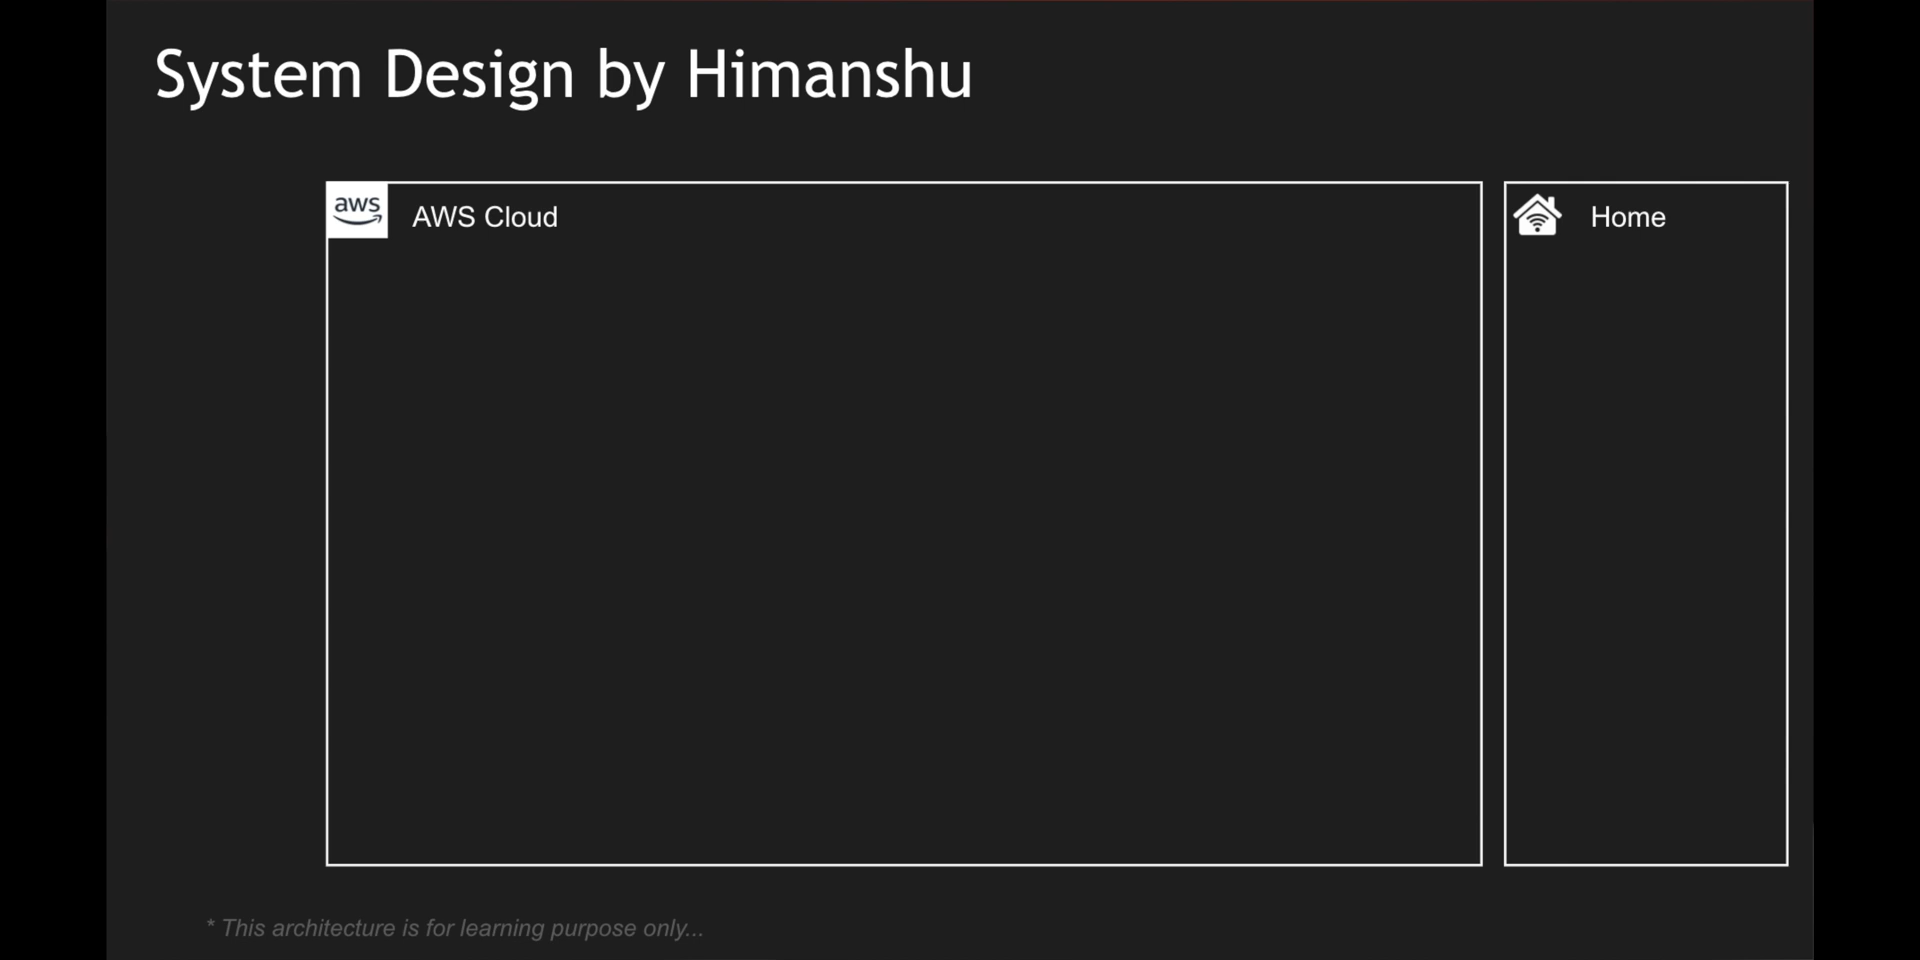 System Design by Himanshu
aws
AWS Cloud
Home
* This architecture is for learning purpose only...